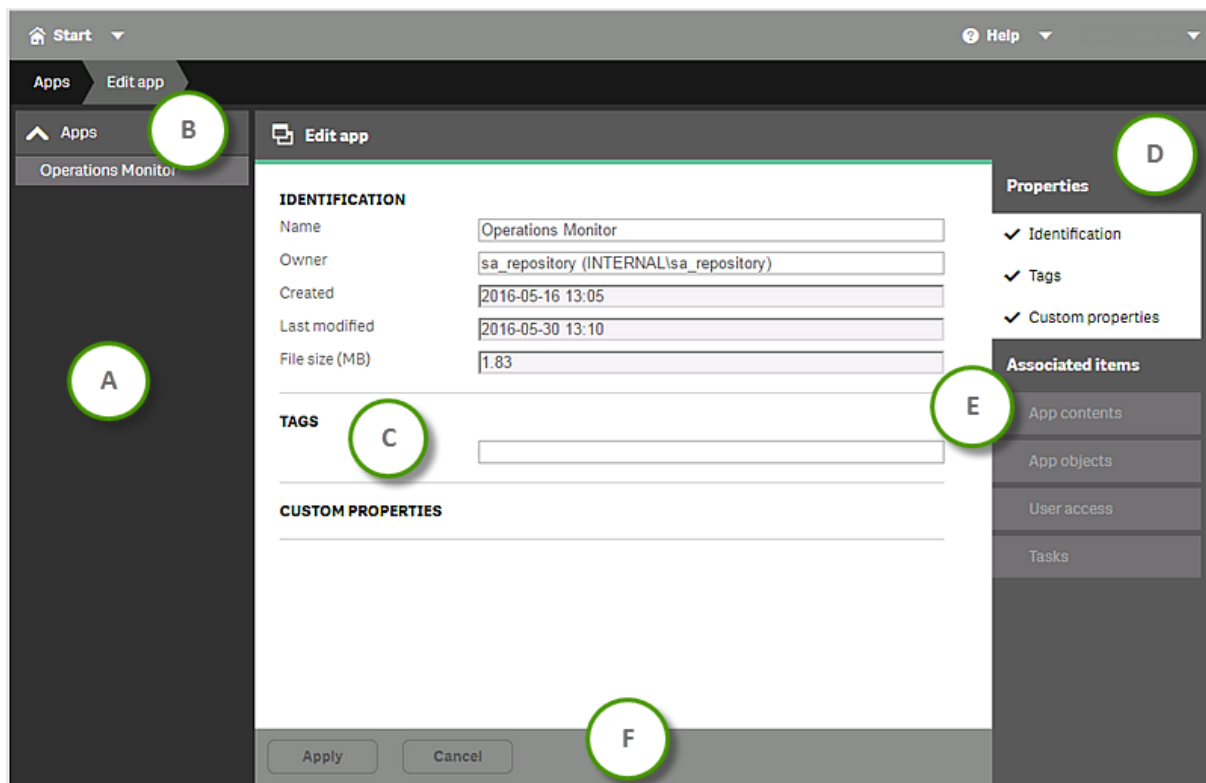 Start Help
Apps Edit app
Apps B
Operations Monitor
Edit app
D
Properties
Identification
Tags
Custom properties
Associated items
App contents
App objects
User access
Tasks
IDENTIFICATION
Name Operations Monitor
Owner sa_repository (INTERNAL\sa_repository)
Created 2016-05-16 13:05
Last modified 2016-05-30 13:10
File size (MB) 1.83
A
E
TAGS
C
CUSTOM PROPERTIES
F
Apply Cancel